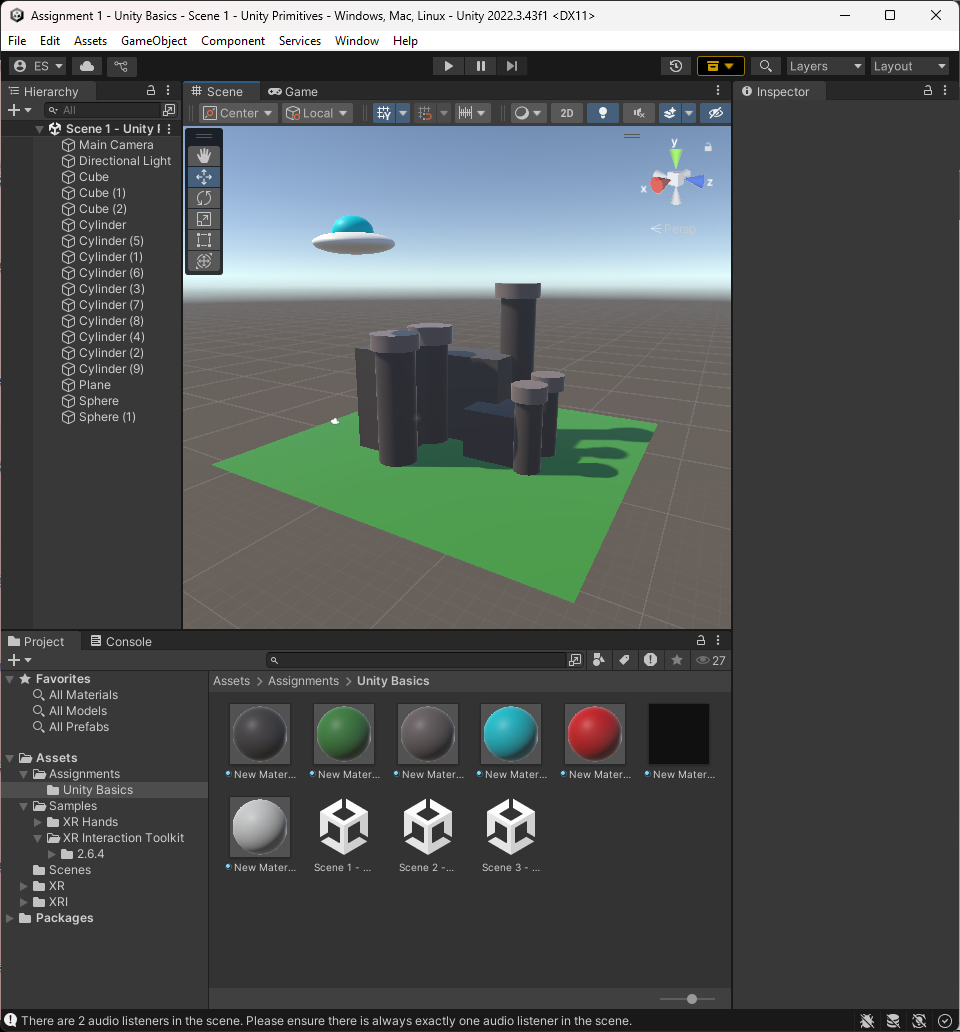 Assignment 1 - Unity Basics - Scene 1 - Unity Primitives - Windows, Mac, Linux - Unity 2022.3.43f1 <DX11>
File Edit Assets GameObject Component Services Window Help
ES Layers Layout
Hierarchy
All
Scene 1 - Unity P
Main Camera
Directional Light
Cube
Cube (1)
Cube (2)
Cylinder
Cylinder (5)
Cylinder (1)
Cylinder (6)
Cylinder (3)
Cylinder (7)
Cylinder (8)
Cylinder (4)
Cylinder (2)
Cylinder (9)
Plane
Sphere
Sphere (1)
Scene Game
Center Local 2D
y
x z
Persp
Inspector
Project Console
27
Favorites
All Materials
All Models
All Prefabs
Assets
Assignments
Unity Basics
Samples
XR Hands
XR Interaction Toolkit
2.6.4
Scenes
XR
XRI
Packages
Assets > Assignments > Unity Basics
New Mater... New Mater... New Mater... New Mater... New Mater... New Mater...
New Mater... Scene 1 - ... Scene 2 -... Scene 3 - ...
There are 2 audio listeners in the scene. Please ensure there is always exactly one audio listener in the scene.